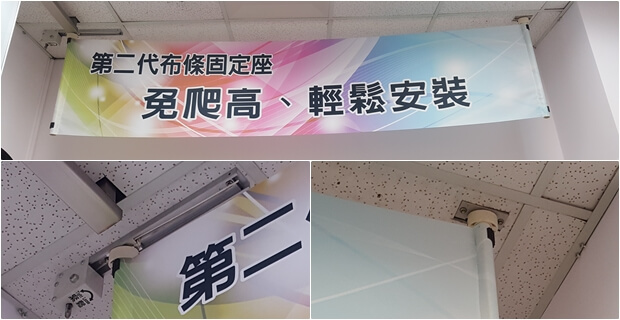 第二代布條固定座
免爬高、輕鬆安裝
第二